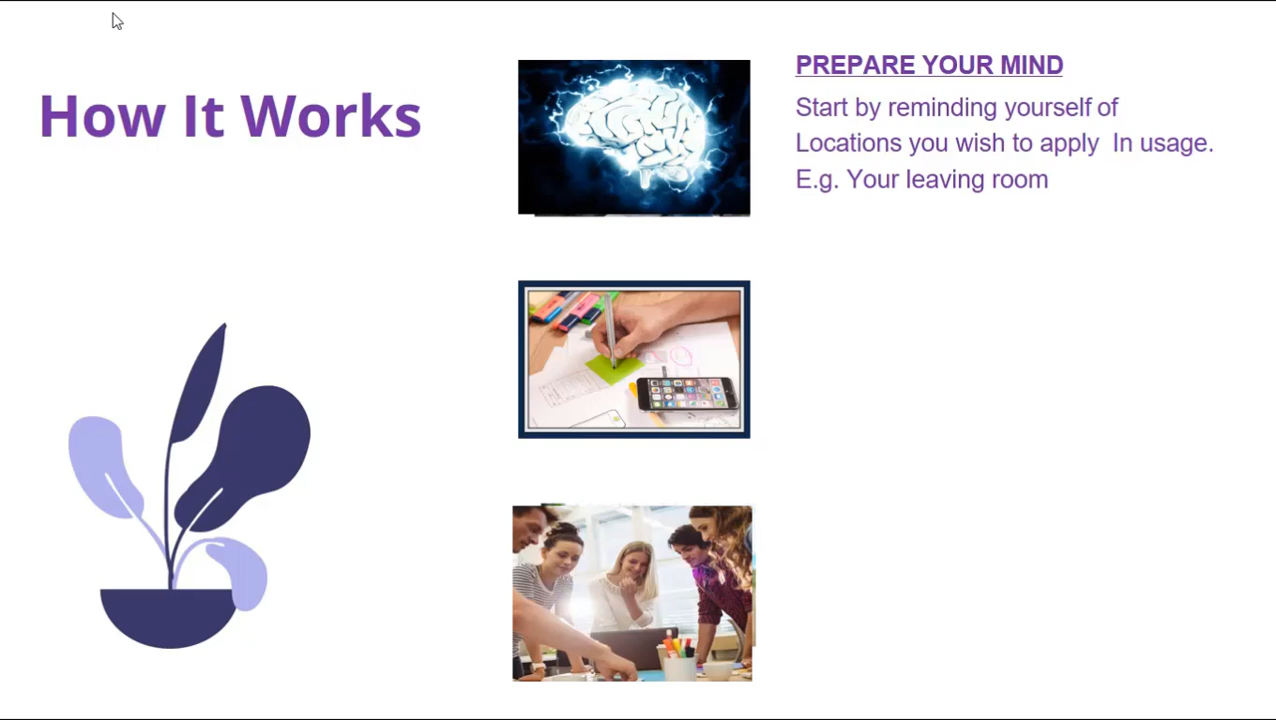 How It Works
PREPARE YOUR MIND
Start by reminding yourself of
Locations you wish to apply  In usage.
E.g. Your leaving room